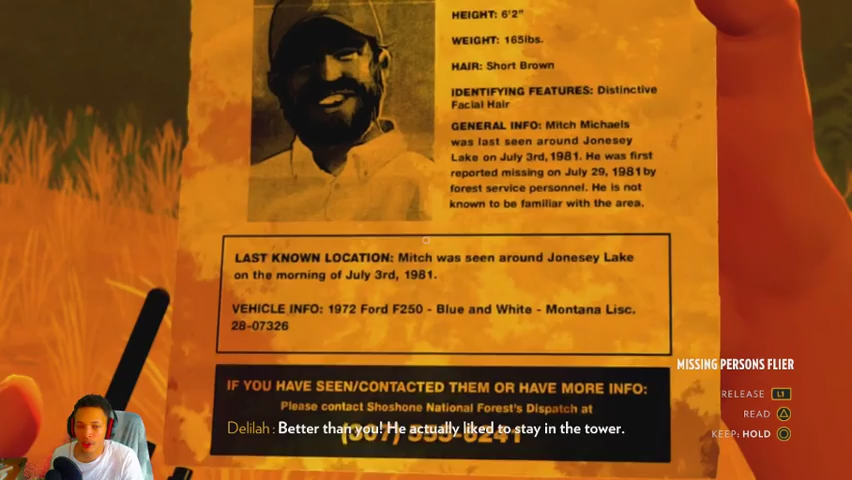 HEIGHT: 6'2"
WEIGHT: 165lbs.
HAIR: Short Brown
IDENTIFYING FEATURES: Distinctive
Facial Hair
GENERAL INFO: Mitch Michaels
was last seen around Jonesey
Lake on July 3rd, 1981. He was first
reported missing on July 29, 1981 by
forest service personnel. He is not
known to be familiar with the area.
LAST KNOWN LOCATION: Mitch was seen around Jonesey Lake
on the morning of July 3rd, 1981.
VEHICLE INFO: 1972 Ford F250 - Blue and White - Montana Lisc.
28-07326
IF YOU HAVE SEEN/CONTACTED THEM OR HAVE MORE INFO:
Please contact Shoshone National Forest's Dispatch at
(307) 555-0241
Delilah : Better than you! He actually liked to stay in the tower.
MISSING PERSONS FLIER
RELEASE L1
READ
KEEP: HOLD